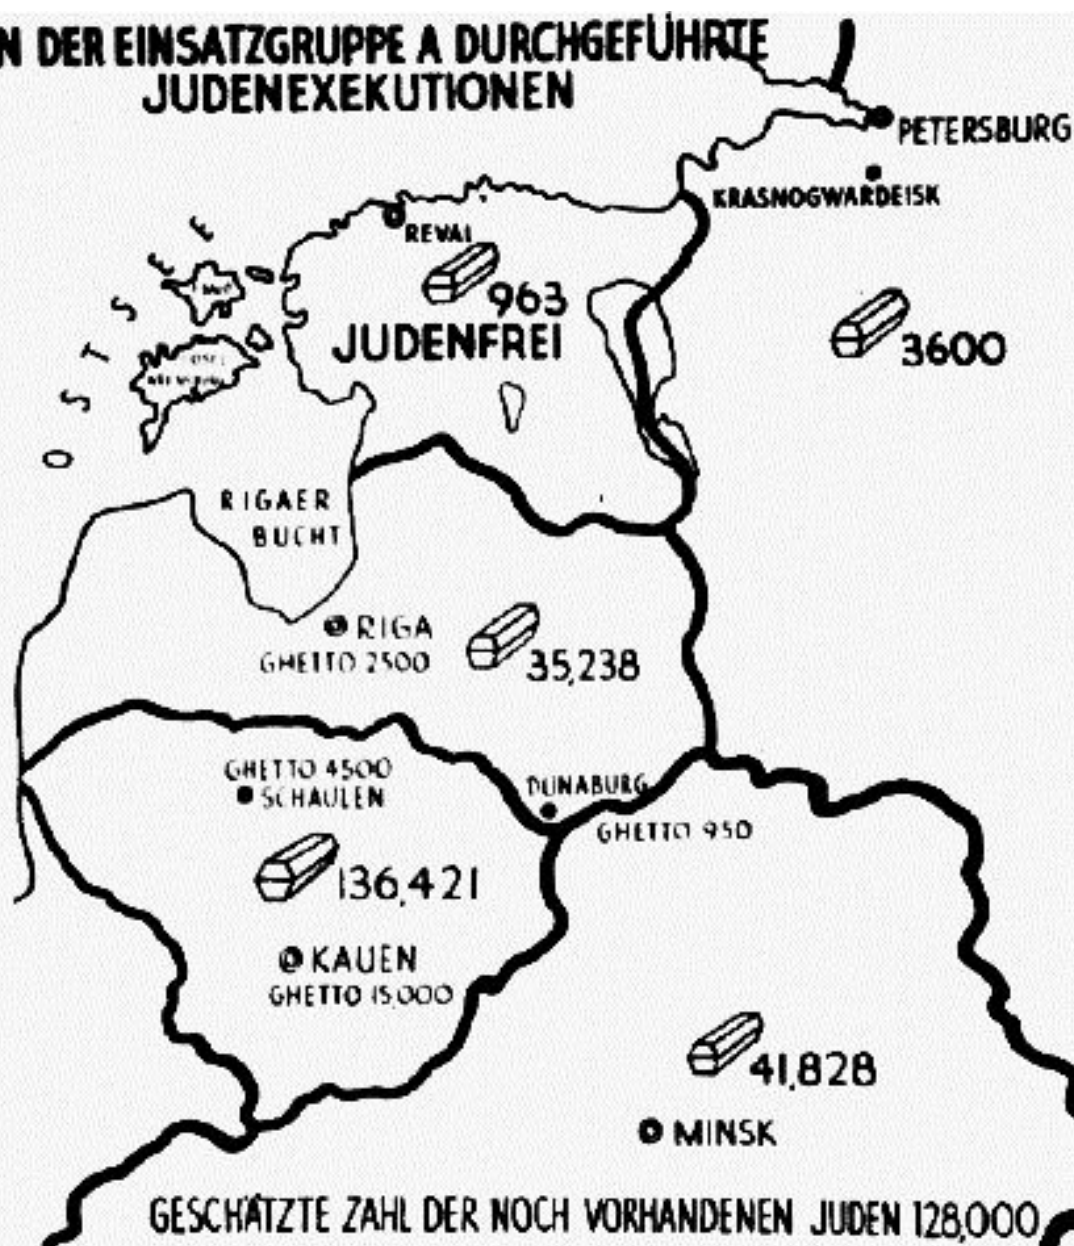 N DER EINSATZGRUPPE A DURCHGEFÜHRTE
JUDENEXEKUTIONEN
PETERSBURG
KRASNOGWARDEISK
REVAL
963
JUDENFREI
3600
OSTSEE
OSEL
RIGAER
BUCHT
RIGA
GHETTO 2500
35,238
GHETTO 4500
SCHAULEN
DÜNABURG
GHETTO 950
136,421
KAUEN
GHETTO 15,000
41,828
MINSK
GESCHÄTZTE ZAHL DER NOCH VORHANDENEN JUDEN 128,000